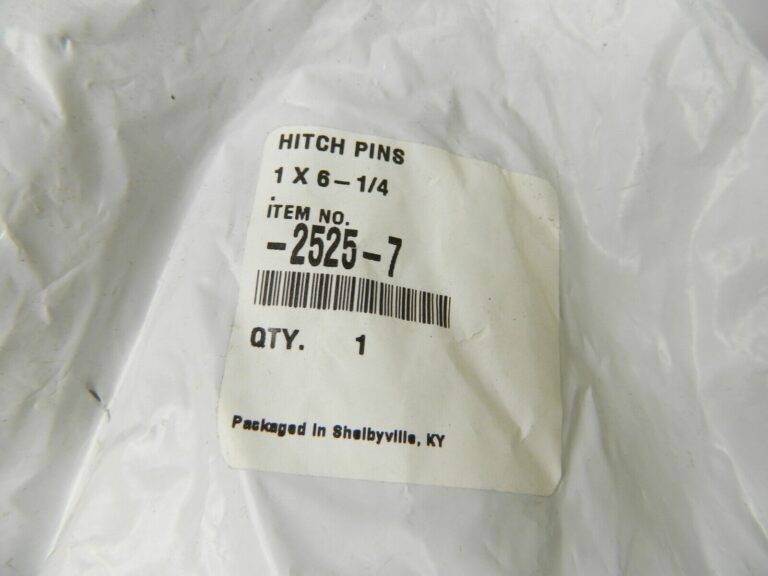 HITCH PINS
1 X 6-1/4
ITEM NO.
-2525-7
QTY. 1
Packaged in Shelbyville, KY